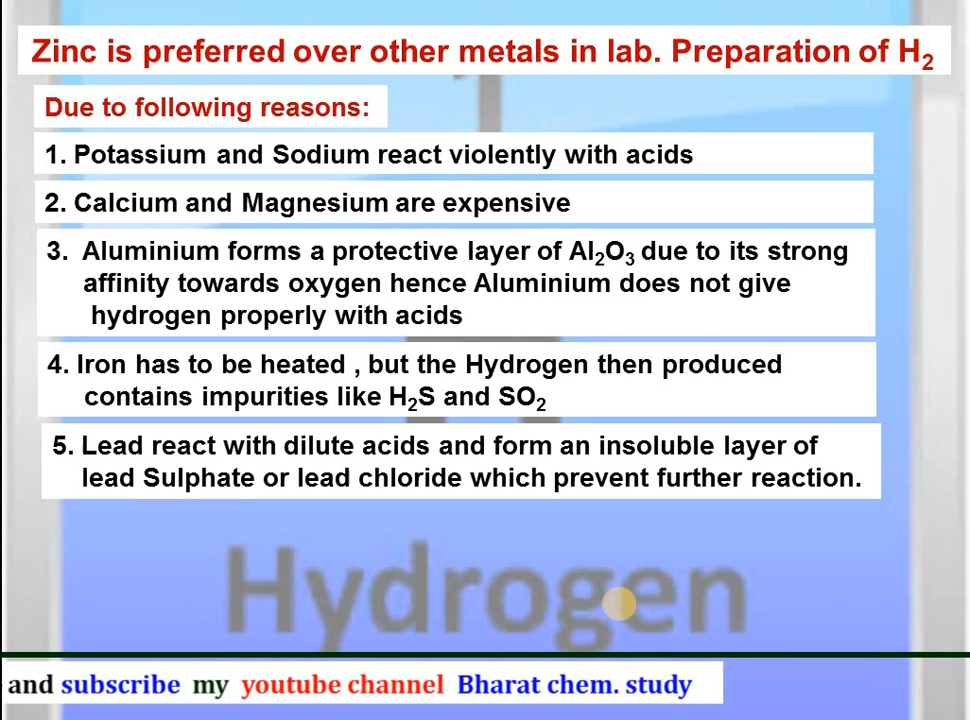 Zinc is preferred over other metals in lab. Preparation of H₂
Due to following reasons:
1. Potassium and Sodium react violently with acids
2. Calcium and Magnesium are expensive
3. Aluminium forms a protective layer of Al₂O₃ due to its strong
affinity towards oxygen hence Aluminium does not give
hydrogen properly with acids
4. Iron has to be heated , but the Hydrogen then produced
contains impurities like H₂S and SO₂
5. Lead react with dilute acids and form an insoluble layer of
lead Sulphate or lead chloride which prevent further reaction.
Hydrogen
and subscribe my youtube channel Bharat chem. study